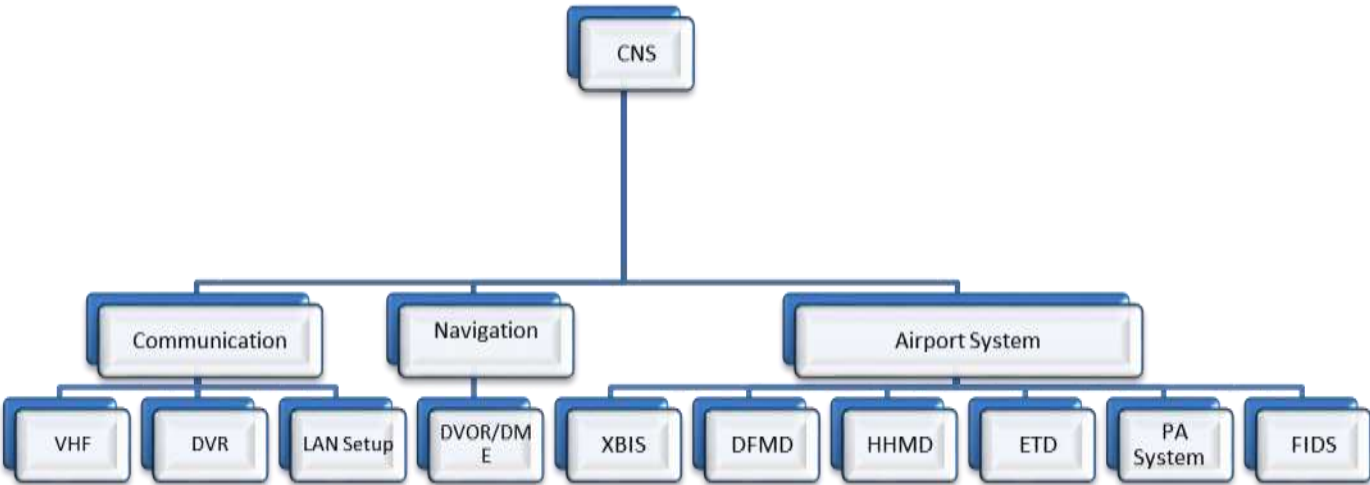 CNS
Communication
Navigation
Airport System
VHF
DVR
LAN Setup
DVOR/DM
E
XBIS
DFMD
HHMD
ETD
PA
System
FIDS